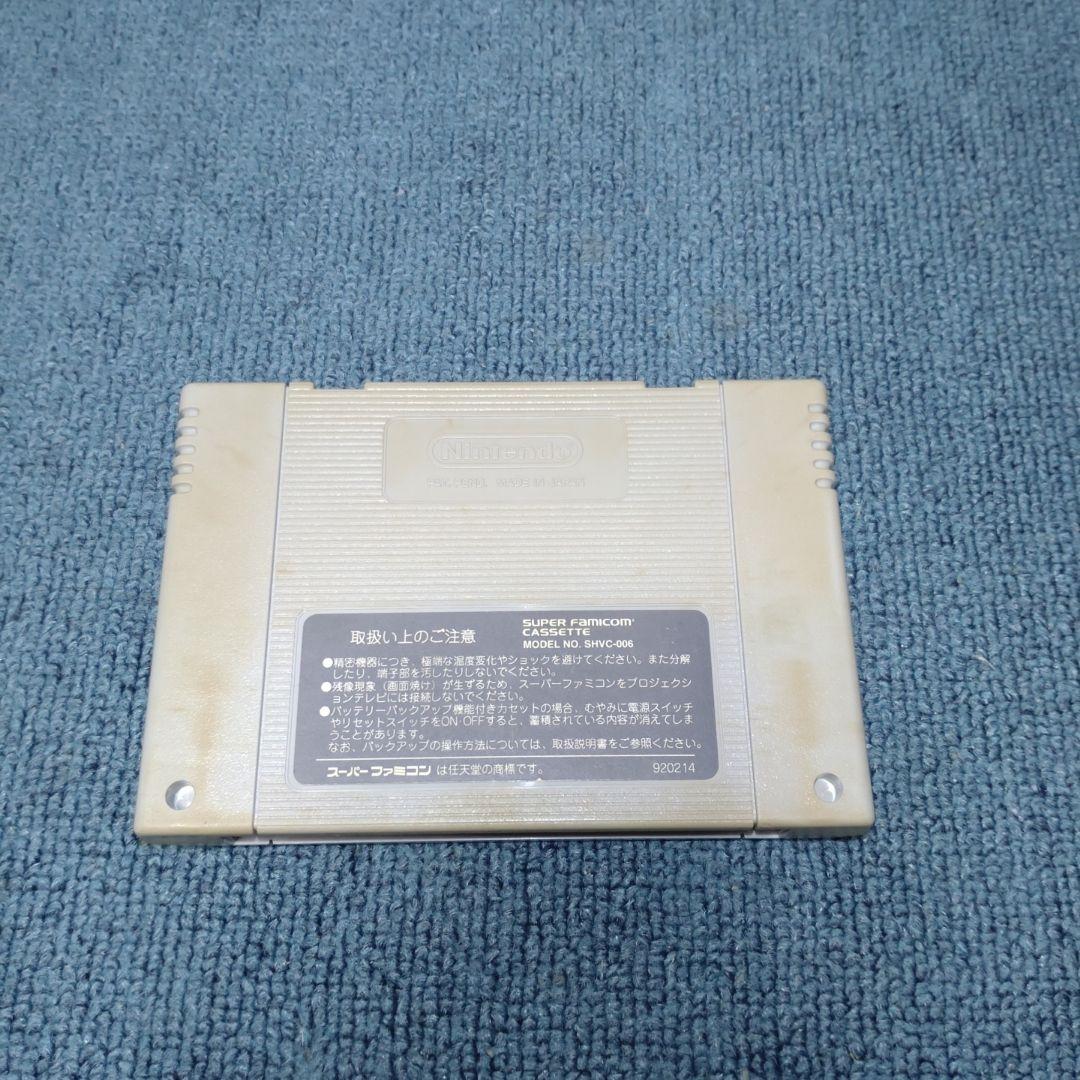 Nintendo
PAT. PEND. MADE IN JAPAN
取扱い上のご注意
SUPER FAMICOM
CASSETTE
MODEL NO. SHVC-006
●精密機器につき、極端な温度変化やショックを避けてください。また分解
したり、端子部を汚したりしないでください。
●残像現象（画面焼け）が生ずるため、スーパーファミコンをプロジェクシ
ョンテレビには接続しないでください。
●バッテリーバックアップ機能付きカセットの場合、むやみに電源スイッチ
やリセットスイッチをON・OFFすると、蓄積されている内容が消えてしま
うことがあります。
なお、バックアップの操作方法については、取扱説明書をご参照ください。
スーパーファミコンは任天堂の商標です。
920214